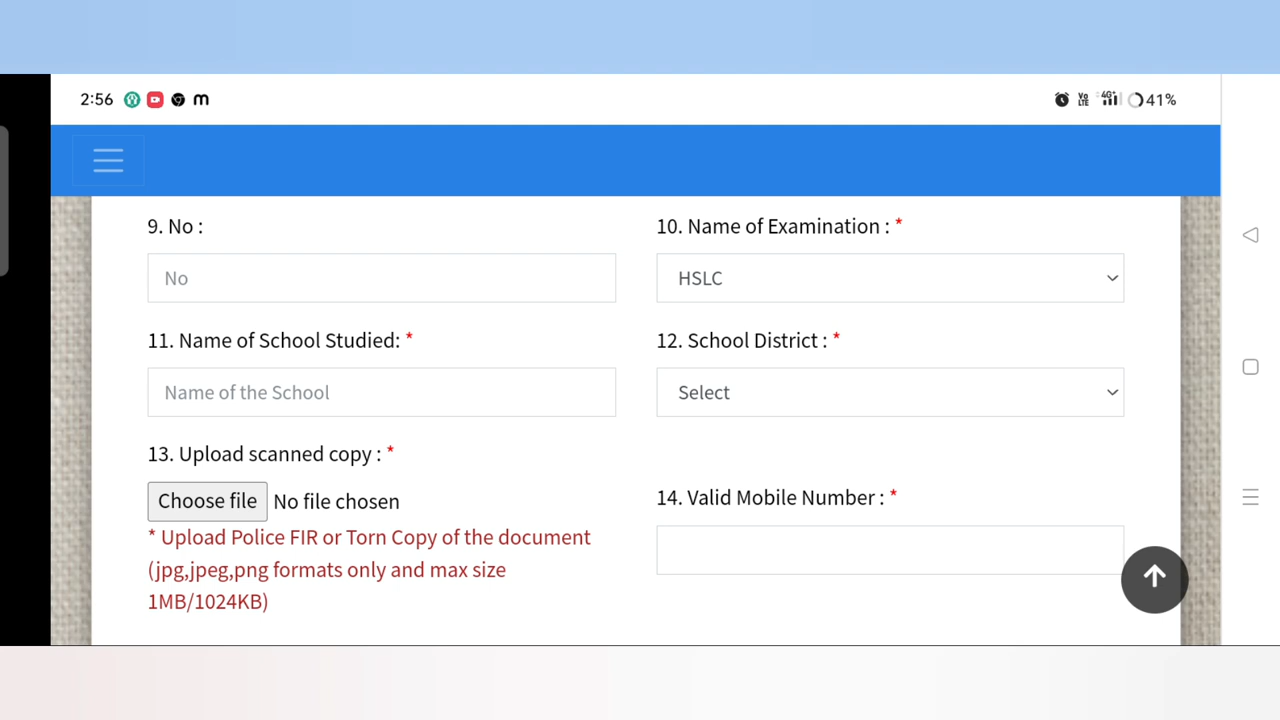 2:56 m VoLTE 4G+ 41%
9. No :
10. Name of Examination : *
No
HSLC
11. Name of School Studied: *
12. School District : *
Name of the School
Select
13. Upload scanned copy : *
Choose file No file chosen
14. Valid Mobile Number : *
* Upload Police FIR or Torn Copy of the document
(jpg,jpeg,png formats only and max size
1MB/1024KB)